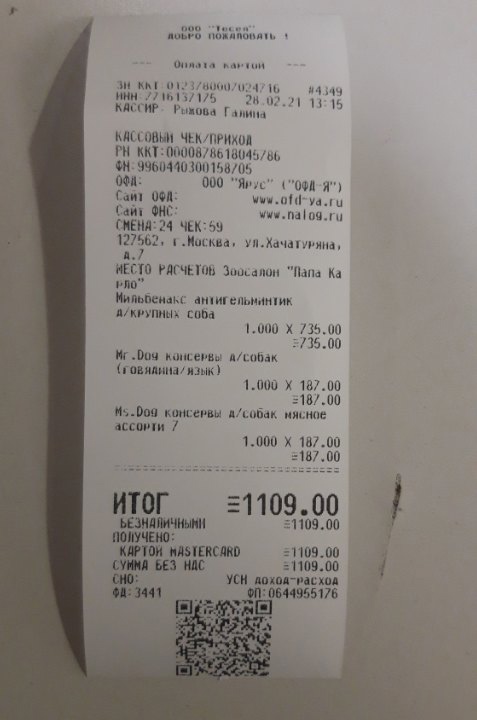 ООО "Тесей"
ДОБРО ПОЖАЛОВАТЬ !
--- Оплата картой ---
ЗН ККТ:0123780007024716 #4349
ИНН:7716137175 28.02.21 13:15
КАССИР- Рыхова Галина
КАССОВЫЙ ЧЕК/ПРИХОД
РН ККТ:0000878618045786
ФН:9960440300158705
ОФД: ООО "Ярус" ("ОФД-Я")
Сайт ОФД: www.ofd-ya.ru
Сайт ФНС: www.nalog.ru
СМЕНА:24 ЧЕК:59
127562, г.Москва, ул.Хачатуряна,
д.7
МЕСТО РАСЧЕТОВ Зоосалон "Папа Ка
рло"
Мильбемакс антигельминтик
д/крупных соба
1.000 X 735.00
≡735.00
Mr.Dog консервы д/собак
(говядина/язык)
1.000 X 187.00
≡187.00
Ms.Dog консервы д/собак мясное
ассорти 7
1.000 X 187.00
≡187.00
ИТОГ ≡1109.00
БЕЗНАЛИЧНЫМИ ≡1109.00
ПОЛУЧЕНО:
КАРТОЙ MASTERCARD ≡1109.00
СУММА БЕЗ НДС ≡1109.00
СНО: УСН доход-расход
ФД:3441 ФП:0644955176